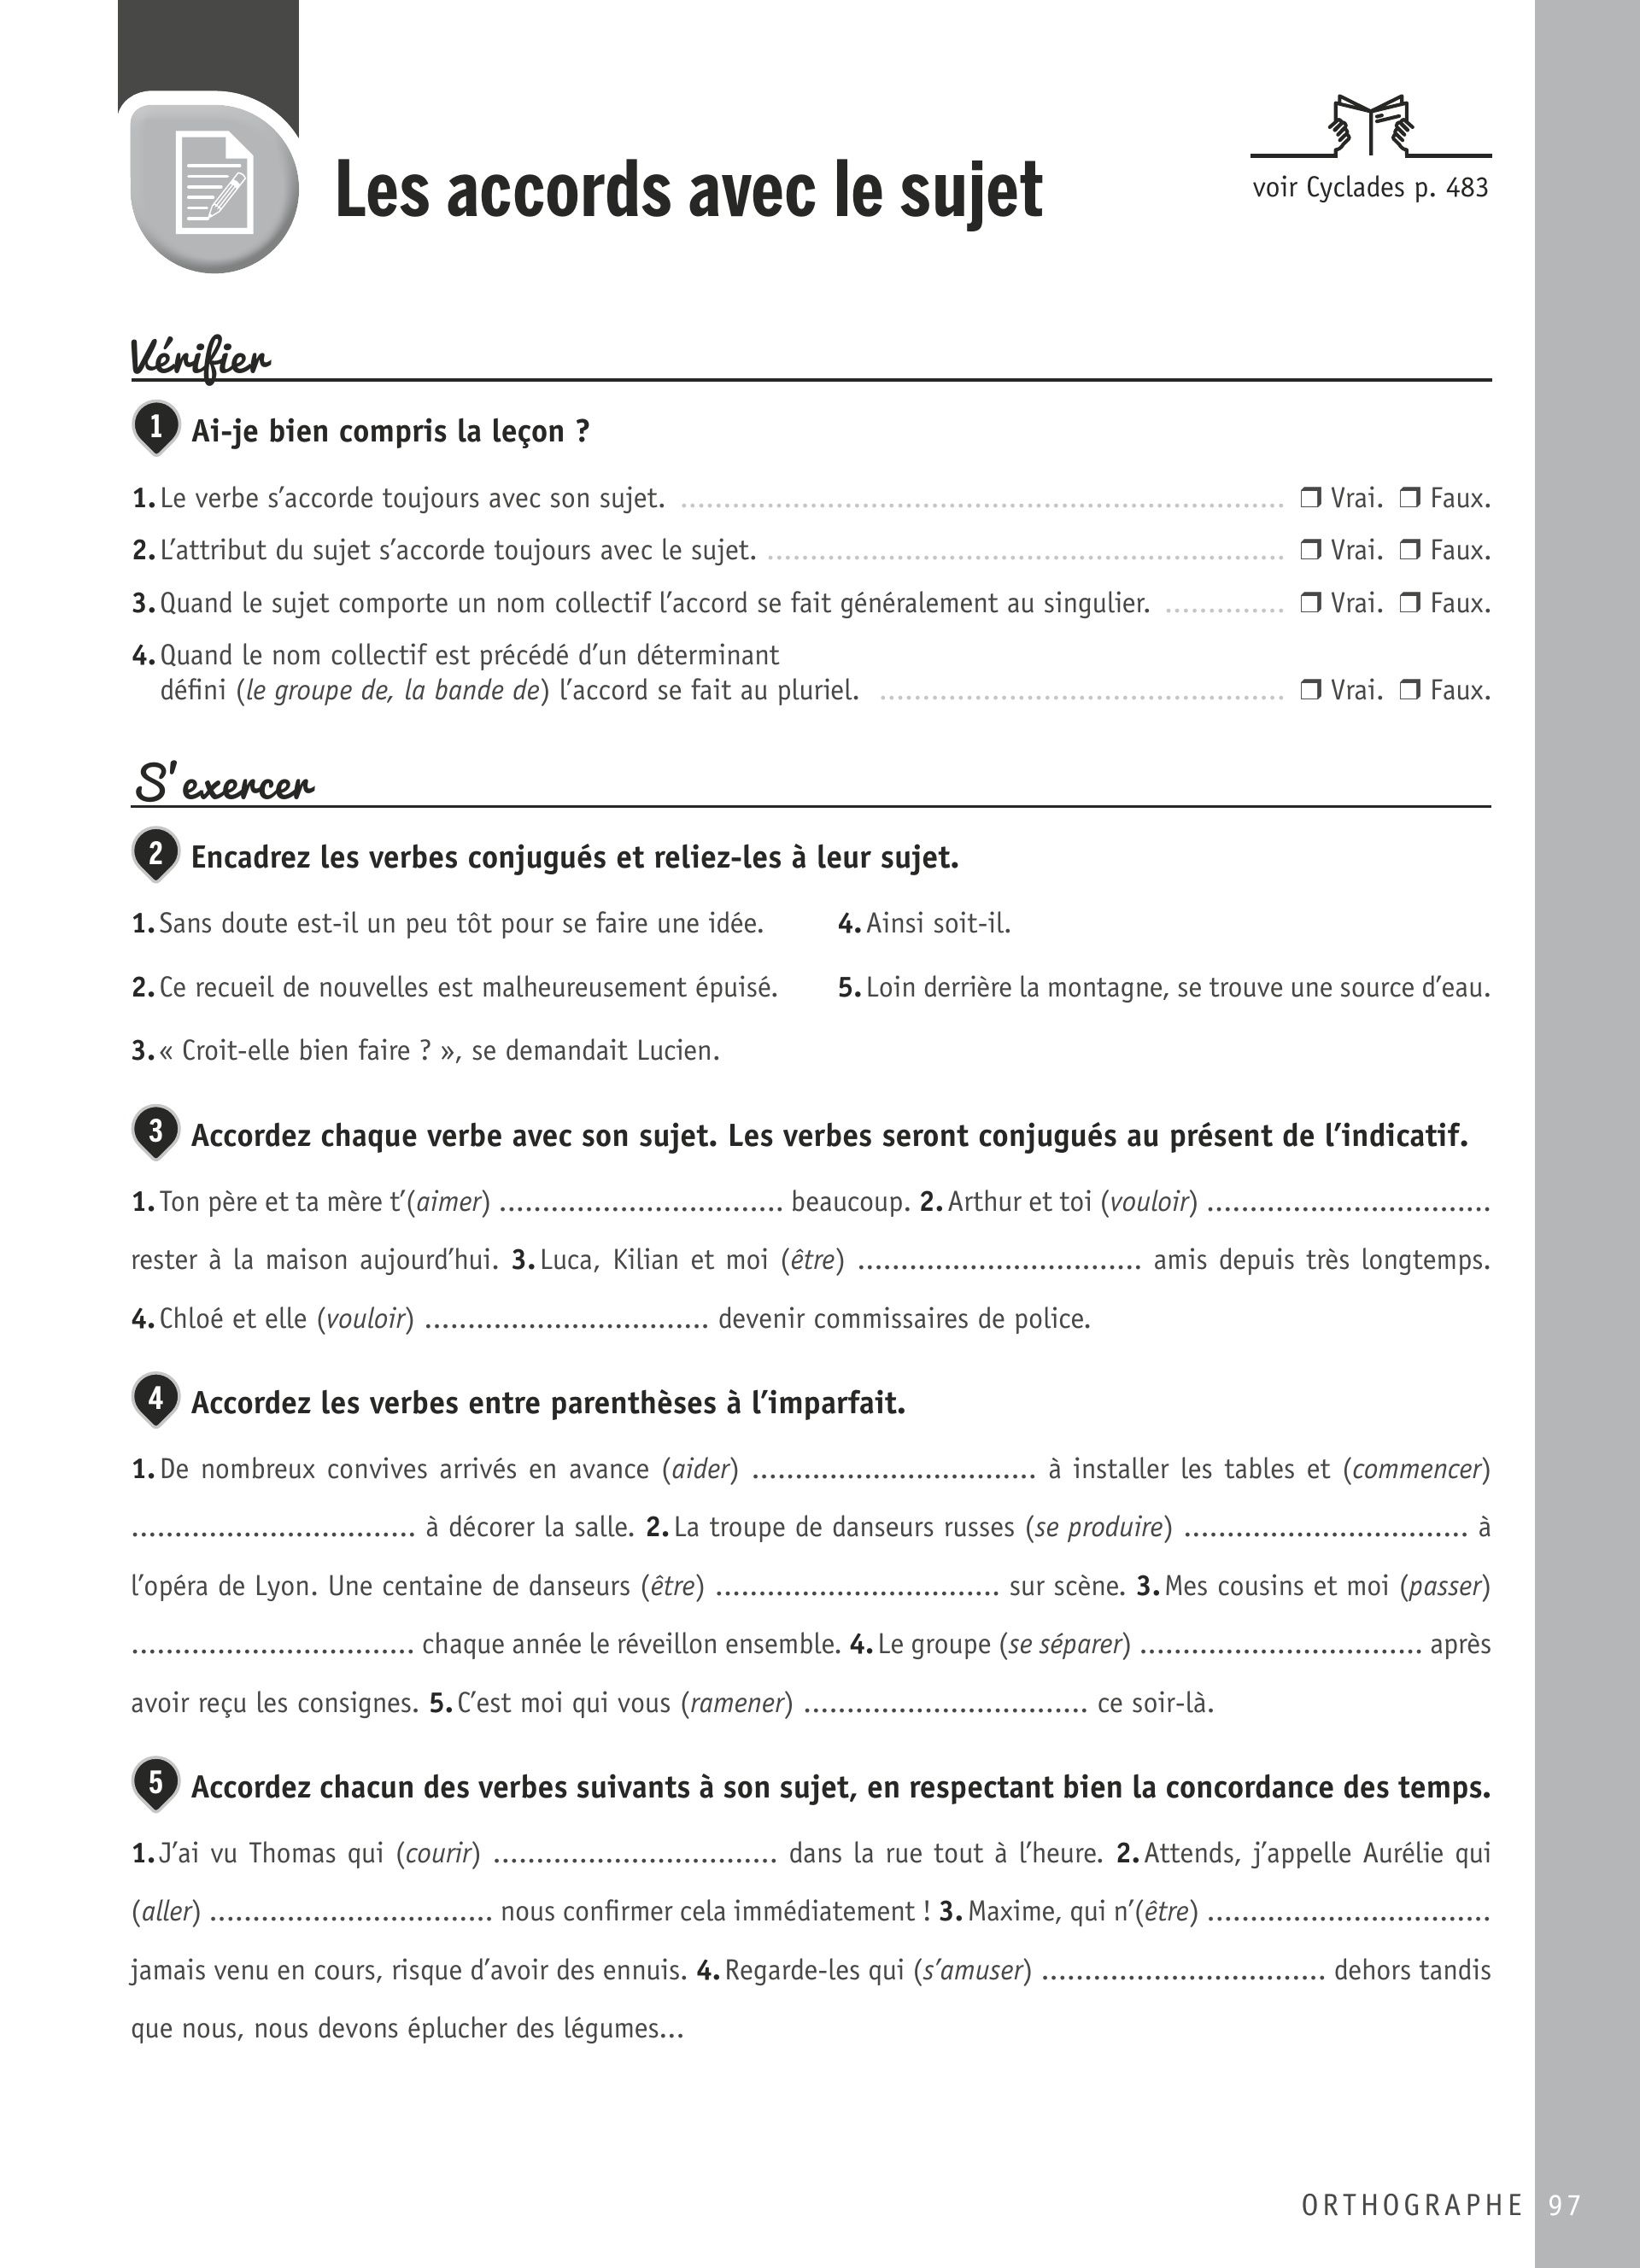 Les accords avec le sujet
voir Cyclades p. 483
Vérifier
1 Ai-je bien compris la leçon ?
1. Le verbe s’accorde toujours avec son sujet. ........................................ ❒ Vrai. ❒ Faux.
2. L’attribut du sujet s’accorde toujours avec le sujet. ........................................ ❒ Vrai. ❒ Faux.
3. Quand le sujet comporte un nom collectif l’accord se fait généralement au singulier. .............. ❒ Vrai. ❒ Faux.
4. Quand le nom collectif est précédé d’un déterminant
défini (le groupe de, la bande de) l’accord se fait au pluriel. ........................................ ❒ Vrai. ❒ Faux.
S’exercer
2 Encadrez les verbes conjugués et reliez-les à leur sujet.
1. Sans doute est-il un peu tôt pour se faire une idée.
2. Ce recueil de nouvelles est malheureusement épuisé.
3. « Croit-elle bien faire ? », se demandait Lucien.
4. Ainsi soit-il.
5. Loin derrière la montagne, se trouve une source d’eau.
3 Accordez chaque verbe avec son sujet. Les verbes seront conjugués au présent de l’indicatif.
1. Ton père et ta mère t’(aimer) ................................. beaucoup. 2. Arthur et toi (vouloir) .................................
rester à la maison aujourd’hui. 3. Luca, Kilian et moi (être) ................................. amis depuis très longtemps.
4. Chloé et elle (vouloir) ................................. devenir commissaires de police.
4 Accordez les verbes entre parenthèses à l’imparfait.
1. De nombreux convives arrivés en avance (aider) ................................. à installer les tables et (commencer)
................................. à décorer la salle. 2. La troupe de danseurs russes (se produire) ................................. à
l’opéra de Lyon. Une centaine de danseurs (être) ................................. sur scène. 3. Mes cousins et moi (passer)
................................. chaque année le réveillon ensemble. 4. Le groupe (se séparer) ................................. après
avoir reçu les consignes. 5. C’est moi qui vous (ramener) ................................. ce soir-là.
5 Accordez chacun des verbes suivants à son sujet, en respectant bien la concordance des temps.
1. J’ai vu Thomas qui (courir) ................................. dans la rue tout à l’heure. 2. Attends, j’appelle Aurélie qui
(aller) ................................. nous confirmer cela immédiatement ! 3. Maxime, qui n’(être) .................................
jamais venu en cours, risque d’avoir des ennuis. 4. Regarde-les qui (s’amuser) ................................. dehors tandis
que nous, nous devons éplucher des légumes...
ORTHOGRAPHE 97